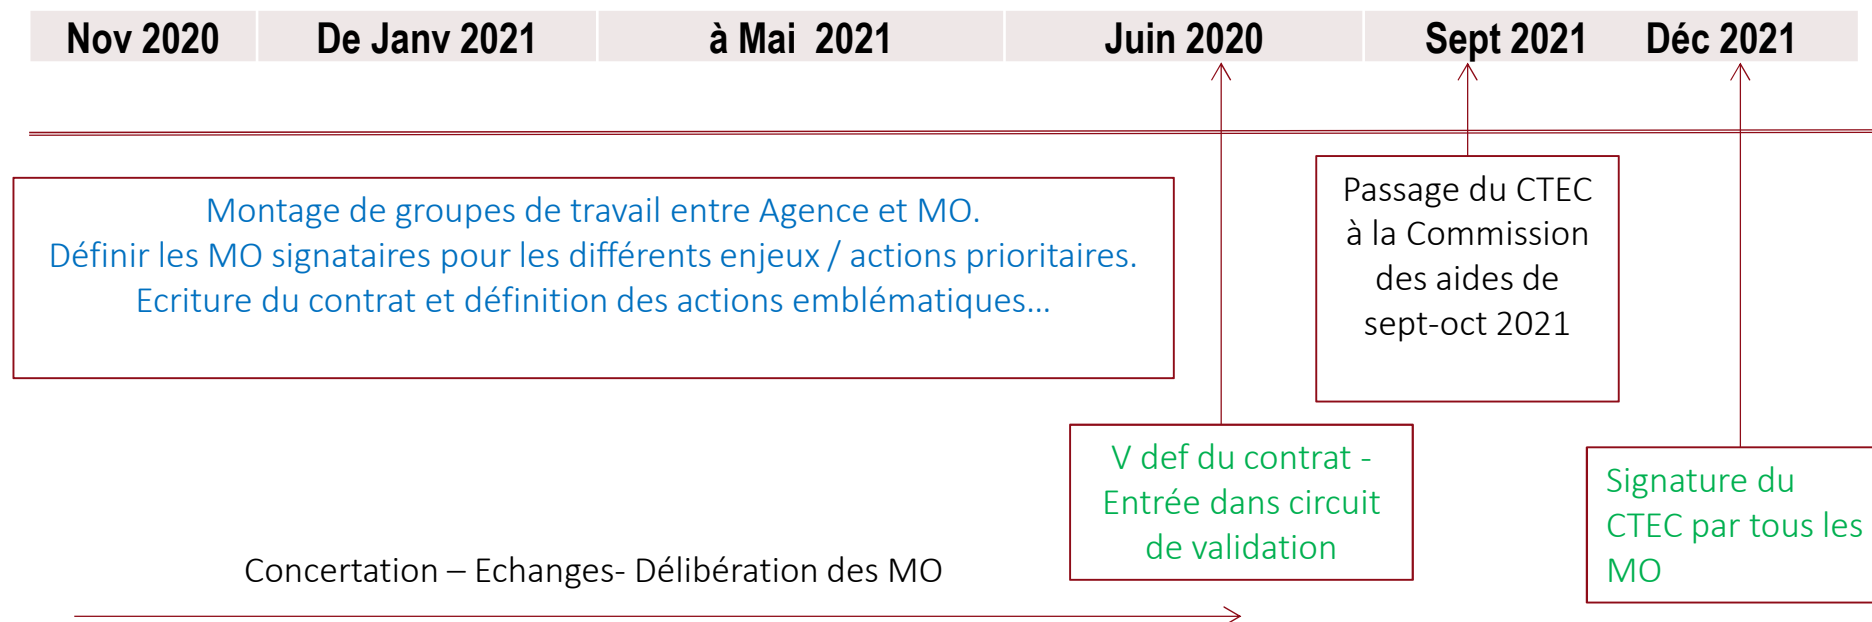 Nov 2020 De Janv 2021 à Mai 2021 Juin 2020 Sept 2021 Déc 2021
Montage de groupes de travail entre Agence et MO.
Définir les MO signataires pour les différents enjeux / actions prioritaires.
Ecriture du contrat et définition des actions emblématiques...
Passage du CTEC
à la Commission
des aides de
sept-oct 2021
V def du contrat -
Entrée dans circuit
de validation
Signature du
CTEC par tous les
MO
Concertation – Echanges- Délibération des MO